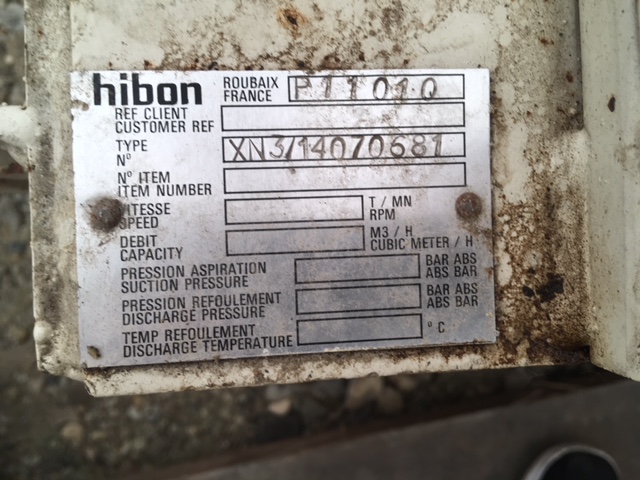 hibon ROUBAIX FRANCE P11010
REF CLIENT
CUSTOMER REF
TYPE XN3/14070681
Nº
Nº ITEM
ITEM NUMBER
VITESSE T / MN
SPEED RPM
DEBIT M3 / H
CAPACITY CUBIC METER / H
PRESSION ASPIRATION BAR ABS
SUCTION PRESSURE ABS BAR
PRESSION REFOULEMENT BAR ABS
DISCHARGE PRESSURE ABS BAR
TEMP REFOULEMENT º C
DISCHARGE TEMPERATURE